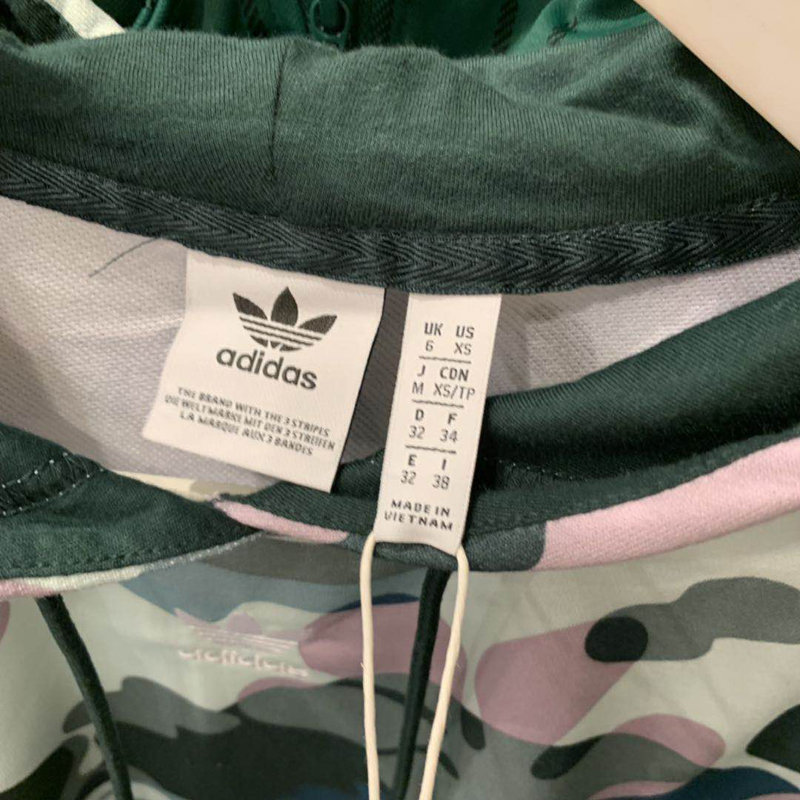 adidas
THE BRAND WITH THE 3 STRIPES
DIE WELTMARKE MIT DEN 3 STREIFEN
LA MARQUE AUX 3 BANDES
UK US
6 XS
J CDN
M XS/TP
D F
32 34
E I
32 38
MADE IN
VIETNAM
adidas